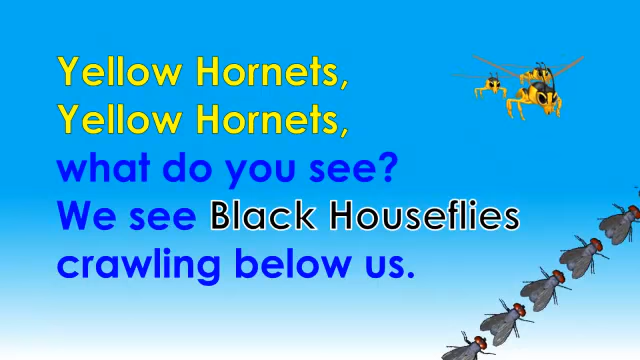 Yellow Hornets,
Yellow Hornets,
what do you see?
We see Black Houseflies
crawling below us.